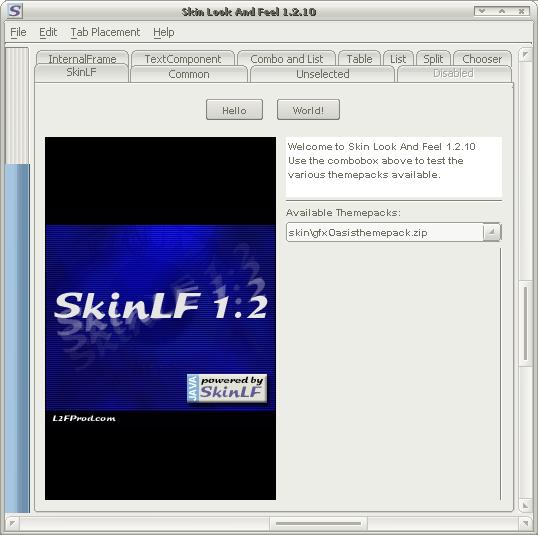 S Skin Look And Feel 1.2.10
File Edit Tab Placement Help
InternalFrame TextComponent Combo and List Table List Split Chooser
SkinLF Common Unselected Disabled
Hello World!
Welcome to Skin Look And Feel 1.2.10
Use the combobox above to test the
various themepacks available.
Available Themepacks:
skin\gfxOasisthemepack.zip
SkinLF 1.2
JAVA powered by
SkinLF
L2FProd.com